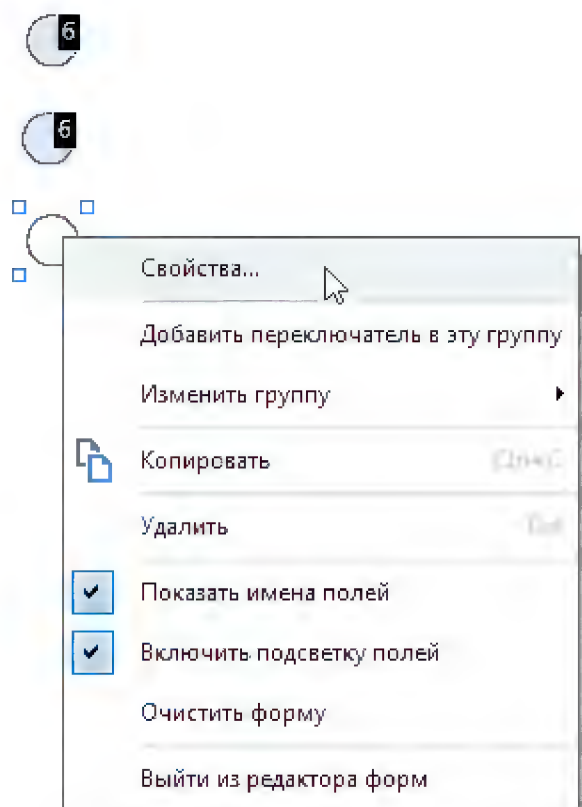 6
6
Свойства...
Добавить переключатель в эту группу
Изменить группу
Копировать
Удалить
Показать имена полей
Включить подсветку полей
Очистить форму
Выйти из редактора форм